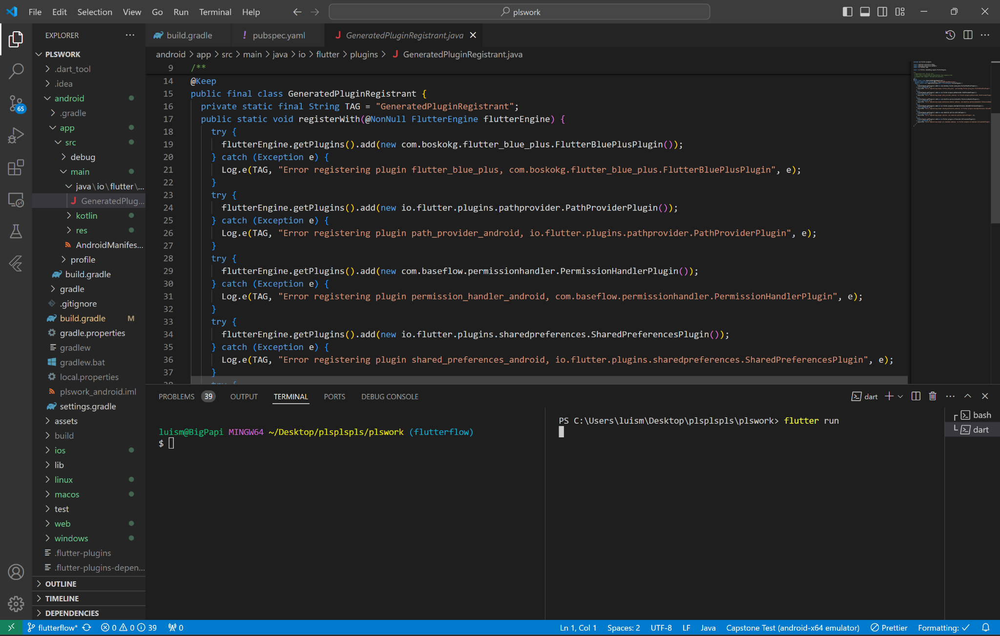 File Edit Selection View Go Run Terminal Help
plswork
EXPLORER
PLSWORK
.dart_tool
.idea
android
.gradle
app
src
debug
main
java\io\flutter\...
GeneratedPlug...
kotlin
res
AndroidManifes...
profile
build.gradle
gradle
.gitignore
build.gradle M
gradle.properties
gradlew
gradlew.bat
local.properties
plswork_android.iml
settings.gradle
assets
build
ios
lib
linux
macos
test
web
windows
.flutter-plugins
.flutter-plugins-depen...
OUTLINE
TIMELINE
DEPENDENCIES
65
build.gradle
pubspec.yaml
GeneratedPluginRegistrant.java
android > app > src > main > java > io > flutter > plugins > GeneratedPluginRegistrant.java
9 /**
14 @Keep
15 public final class GeneratedPluginRegistrant {
16 private static final String TAG = "GeneratedPluginRegistrant";
17 public static void registerWith(@NonNull FlutterEngine flutterEngine) {
18 try {
19 flutterEngine.getPlugins().add(new com.boskokg.flutter_blue_plus.FlutterBluePlusPlugin());
20 } catch (Exception e) {
21 Log.e(TAG, "Error registering plugin flutter_blue_plus, com.boskokg.flutter_blue_plus.FlutterBluePlusPlugin", e);
22 }
23 try {
24 flutterEngine.getPlugins().add(new io.flutter.plugins.pathprovider.PathProviderPlugin());
25 } catch (Exception e) {
26 Log.e(TAG, "Error registering plugin path_provider_android, io.flutter.plugins.pathprovider.PathProviderPlugin", e);
27 }
28 try {
29 flutterEngine.getPlugins().add(new com.baseflow.permissionhandler.PermissionHandlerPlugin());
30 } catch (Exception e) {
31 Log.e(TAG, "Error registering plugin permission_handler_android, com.baseflow.permissionhandler.PermissionHandlerPlugin", e);
32 }
33 try {
34 flutterEngine.getPlugins().add(new io.flutter.plugins.sharedpreferences.SharedPreferencesPlugin());
35 } catch (Exception e) {
36 Log.e(TAG, "Error registering plugin shared_preferences_android, io.flutter.plugins.sharedpreferences.SharedPreferencesPlugin", e);
37 }
38 try {
PROBLEMS 39 OUTPUT TERMINAL PORTS DEBUG CONSOLE
dart
luism@BigPapi MINGW64 ~/Desktop/plsplspls/plswork (flutterflow)
$
PS C:\Users\luism\Desktop\plsplspls\plswork> flutter run
bash
dart
flutterflow* 0 0 39 0
Ln 1, Col 1 Spaces: 2 UTF-8 LF Java Capstone Test (android-x64 emulator) Prettier Formatting: ✓